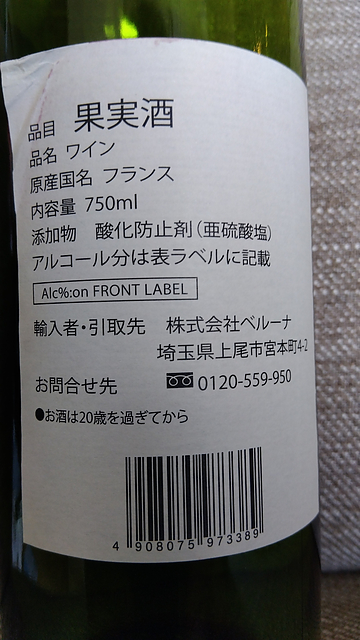 品目 果実酒
品名 ワイン
原産国名 フランス
内容量 750ml
添加物 酸化防止剤(亜硫酸塩)
アルコール分は表ラベルに記載
Alc%:on FRONT LABEL
輸入者・引取先 株式会社ベルーナ
埼玉県上尾市宮本町4-2
お問合せ先 0120-559-950
●お酒は20歳を過ぎてから
4 908075 973389